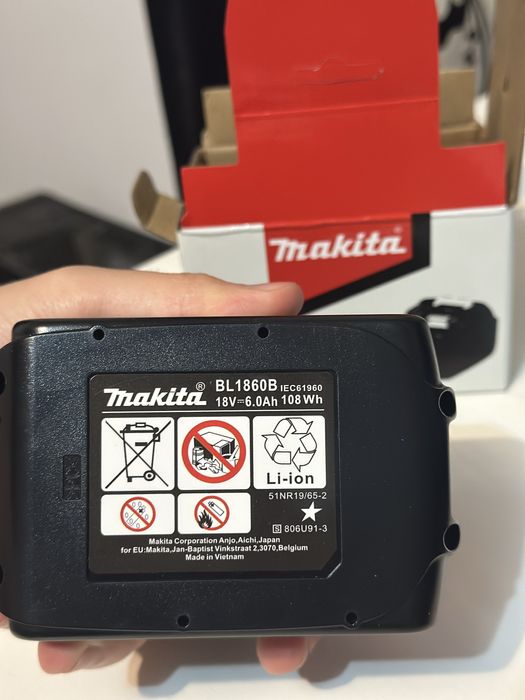 makita
makita® BL1860B IEC61960
18V⎓6.0Ah 108Wh
Li-ion
51NR19/65-2
S 806U91-3
Makita Corporation Anjo,Aichi,Japan
for EU:Makita,Jan-Baptist Vinkstraat 2,3070,Belgium
Made in Vietnam